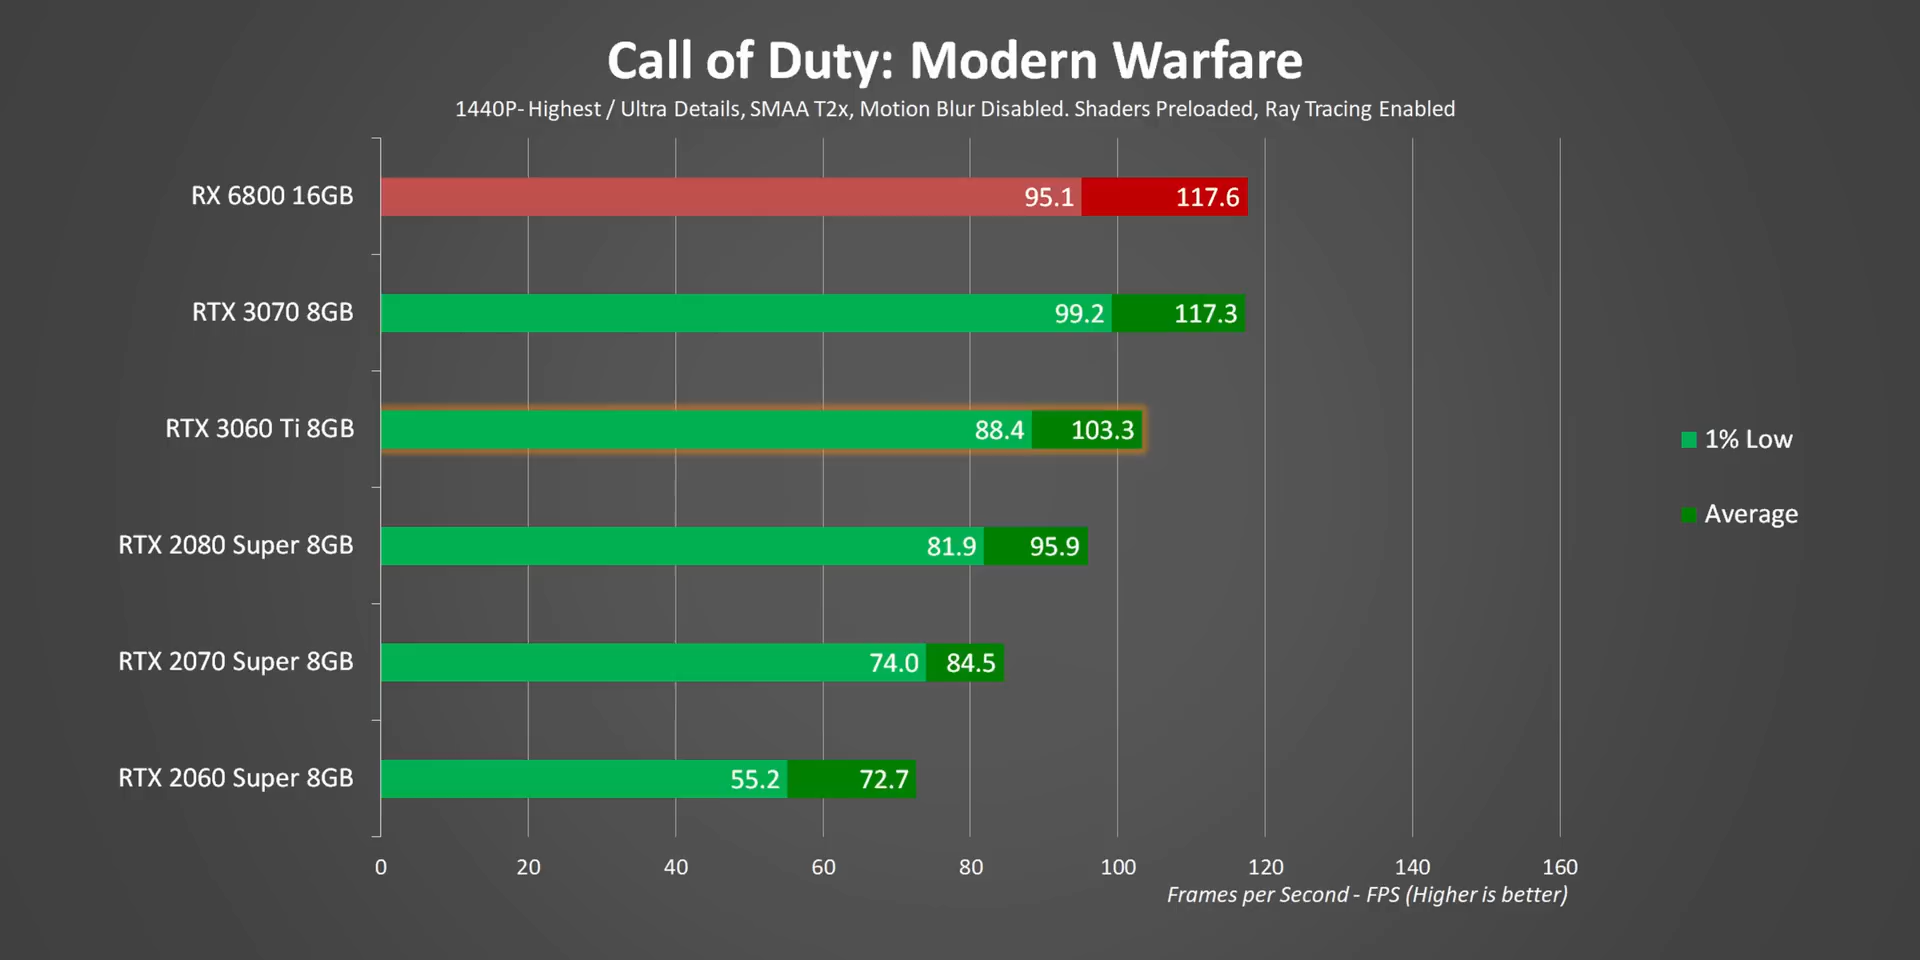 Call of Duty: Modern Warfare
1440P- Highest / Ultra Details, SMAA T2x, Motion Blur Disabled. Shaders Preloaded, Ray Tracing Enabled
RX 6800 16GB 95.1 117.6
RTX 3070 8GB 99.2 117.3
RTX 3060 Ti 8GB 88.4 103.3
RTX 2080 Super 8GB 81.9 95.9
RTX 2070 Super 8GB 74.0 84.5
RTX 2060 Super 8GB 55.2 72.7
0 20 40 60 80 100 120 140 160
Frames per Second - FPS (Higher is better)
1% Low
Average